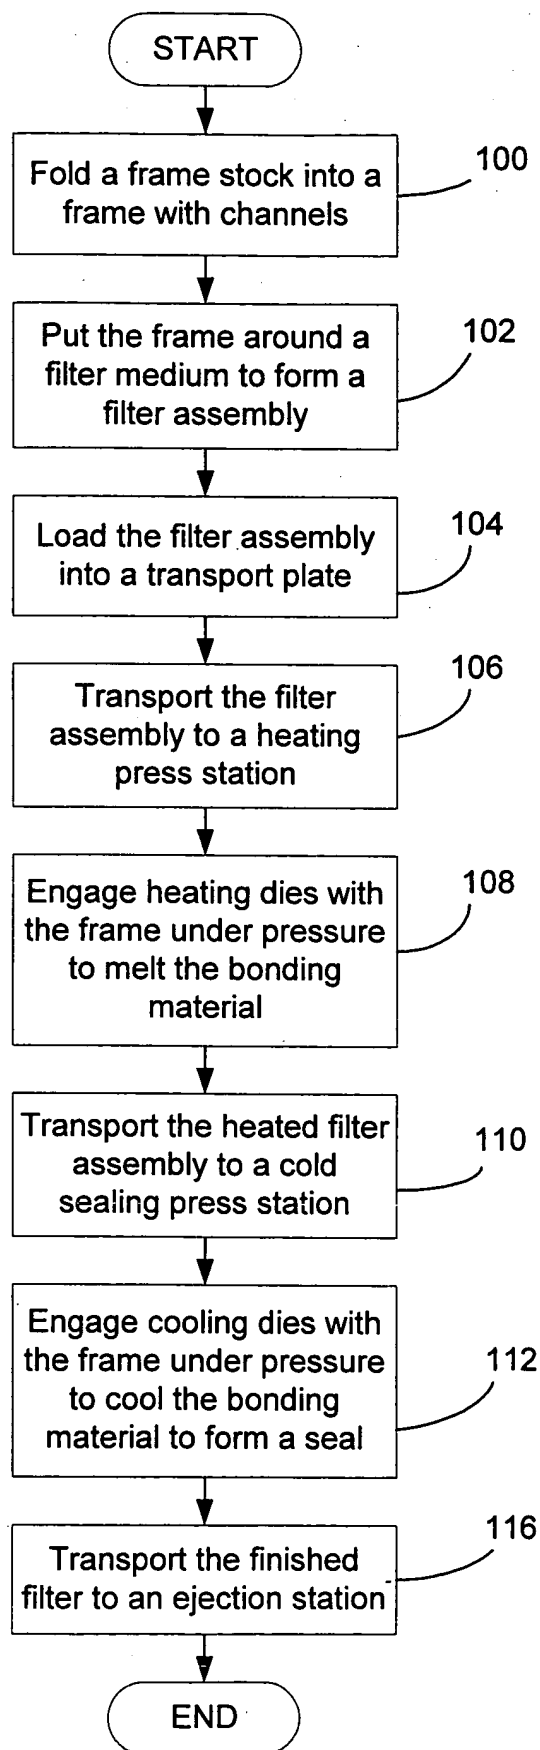 START
Fold a frame stock into a
frame with channels
100
Put the frame around a
filter medium to form a
filter assembly
102
Load the filter assembly
into a transport plate
104
Transport the filter
assembly to a heating
press station
106
Engage heating dies with
the frame under pressure
to melt the bonding
material
108
Transport the heated filter
assembly to a cold
sealing press station
110
Engage cooling dies with
the frame under pressure
to cool the bonding
material to form a seal
112
Transport the finished
filter to an ejection station
116
END